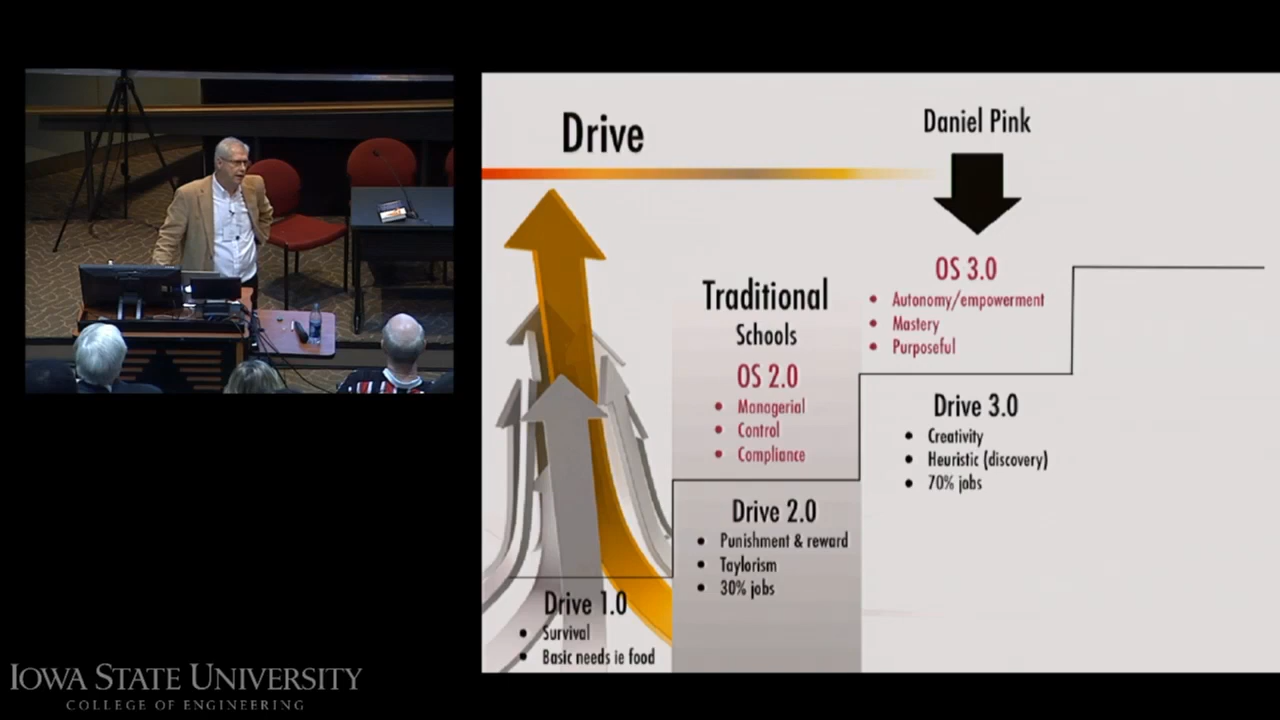 Drive
Daniel Pink
OS 3.0
• Autonomy/empowerment
• Mastery
• Purposeful
Traditional
Schools
OS 2.0
• Managerial
• Control
• Compliance
Drive 3.0
• Creativity
• Heuristic (discovery)
• 70% jobs
Drive 2.0
• Punishment & reward
• Taylorism
• 30% jobs
Drive 1.0
• Survival
• Basic needs ie food
IOWA STATE UNIVERSITY
COLLEGE OF ENGINEERING